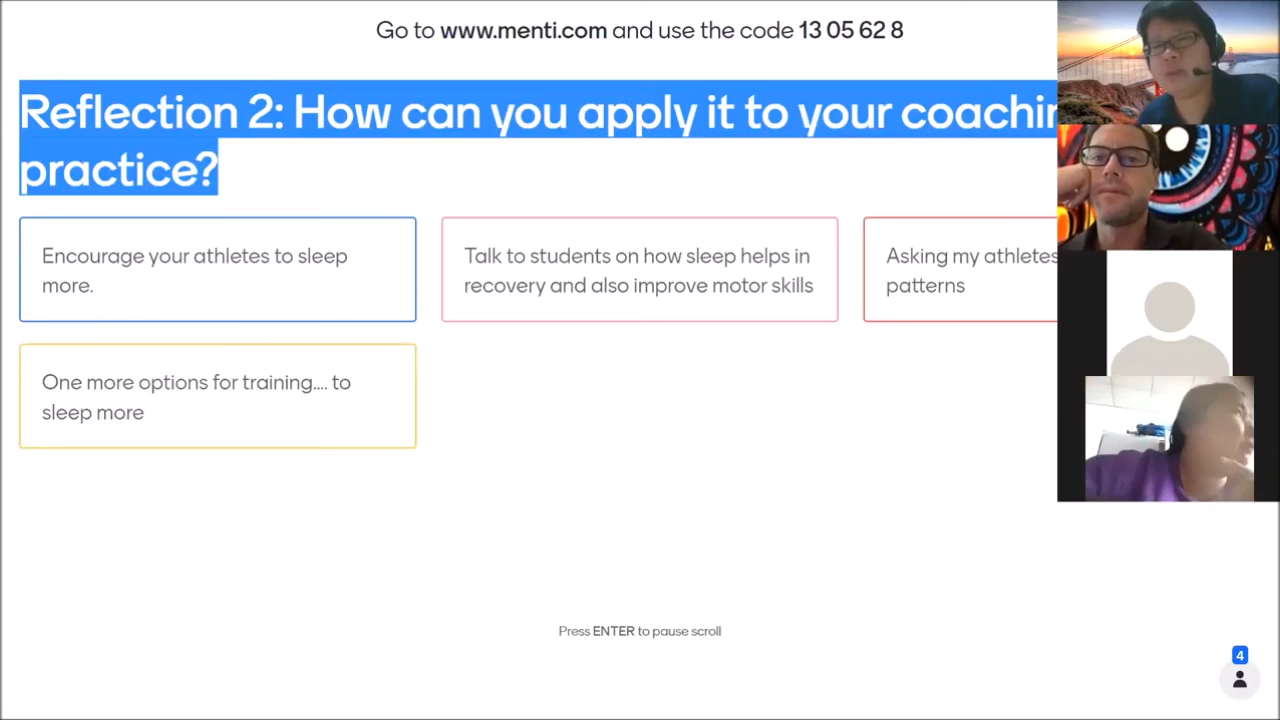 Go to www.menti.com and use the code 13 05 62 8
Reflection 2: How can you apply it to your
practice?
Encourage your athletes to sleep
more.
Talk to students on how sleep helps in
recovery and also improve motor skills
Asking my athletes
patterns
One more options for training.... to
sleep more
Press ENTER to pause scroll
4